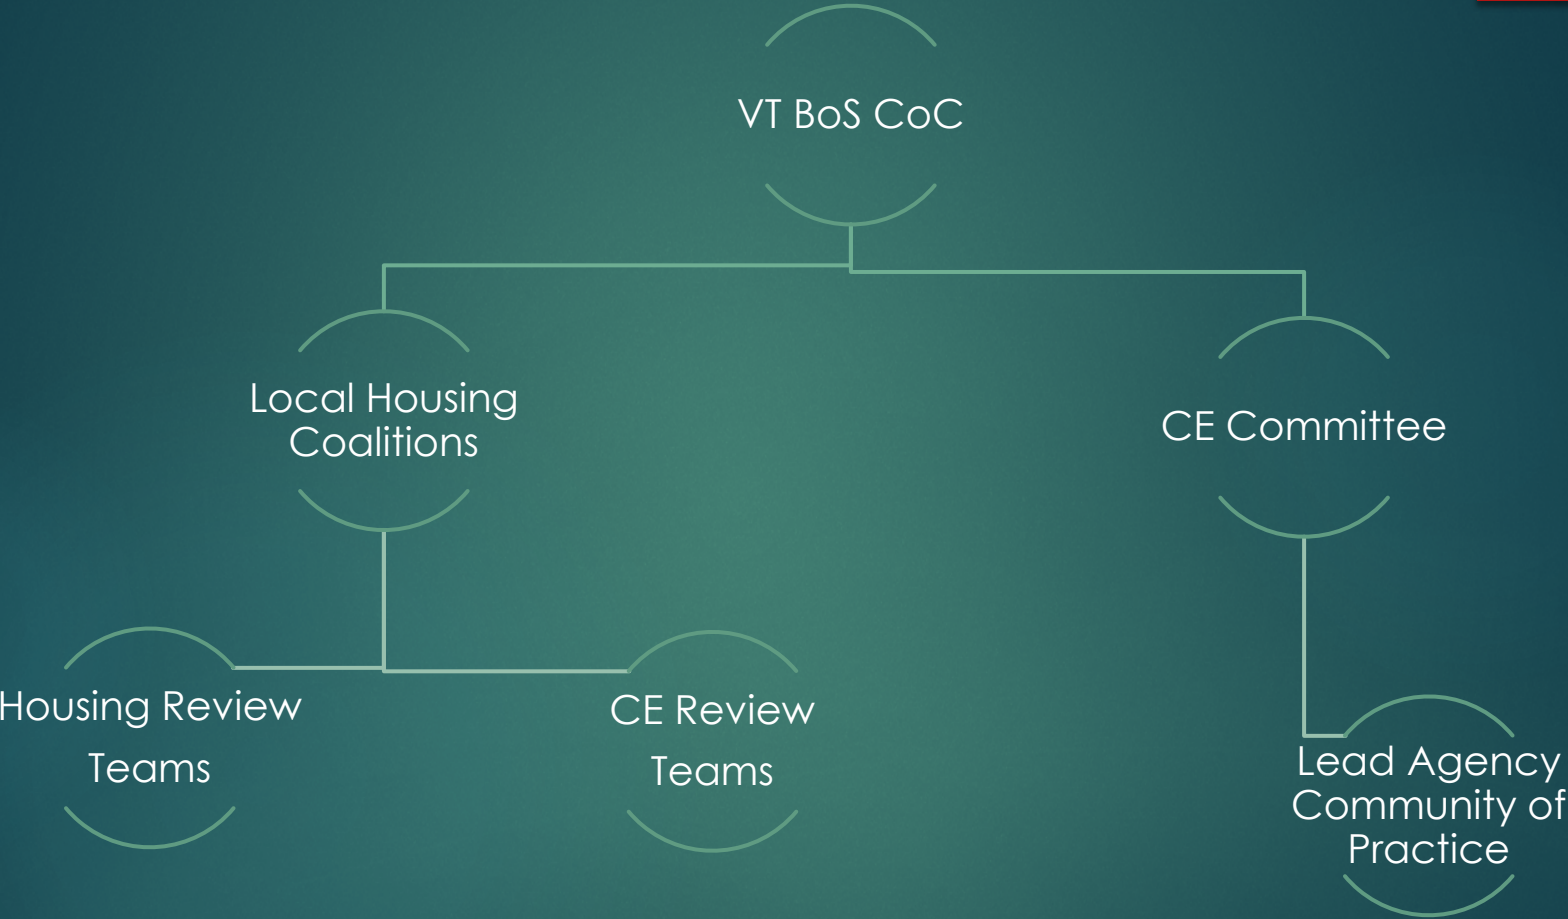 VT BoS CoC
Local Housing
Coalitions
CE Committee
Housing Review
Teams
CE Review
Teams
Lead Agency
Community of
Practice